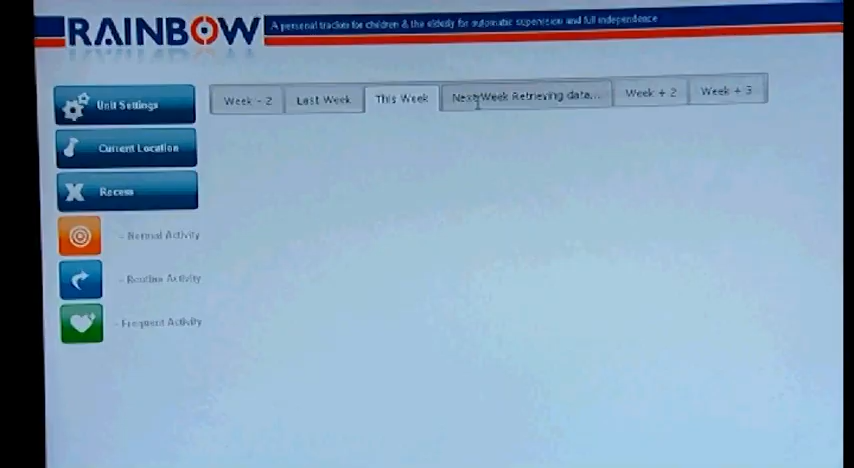 RAINBOW
A personal tracker for children & the elderly for automatic supervision and full independence
Unit Settings
Current Location
Recess
- Normal Activity
- Routine Activity
- Frequent Activity
Week - 2
Last Week
This Week
Next Week Retrieving data...
Week + 2
Week + 3